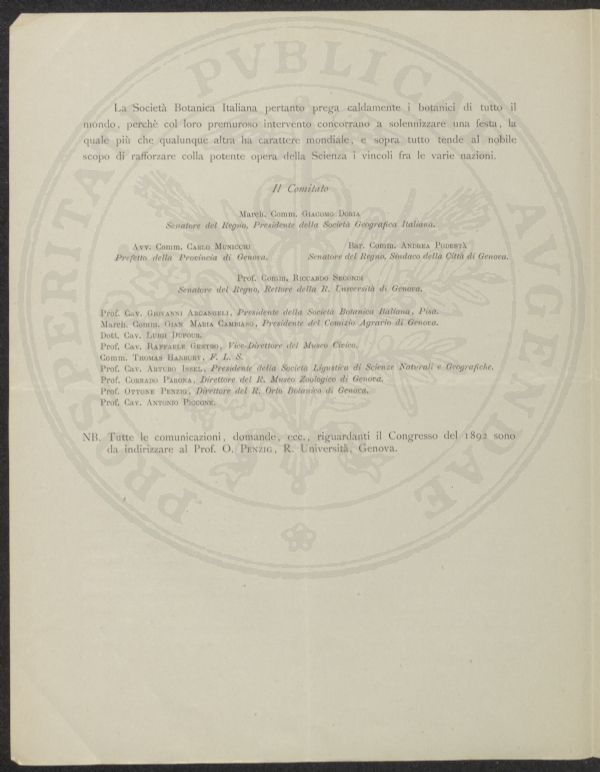 La Società Botanica Italiana pertanto prega caldamente i botanici di tutto il
mondo, perchè col loro premuroso intervento concorrano a solennizzare una festa, la
quale più che qualunque altra ha carattere mondiale, e sopra tutto tende al nobile
scopo di rafforzare colla potente opera della Scienza i vincoli fra le varie nazioni.
Il Comitato
March. Comm. Giacomo Doria
Senatore del Regno, Presidente della Società Geografica Italiana.
Avv. Comm. Carlo Municchi
Prefetto della Provincia di Genova.
Bar. Comm. Andrea Podestà
Senatore del Regno, Sindaco della Città di Genova.
Prof. Comm. Riccardo Secondi
Senatore del Regno, Rettore della R. Università di Genova.
Prof. Cav. Giovanni Arcangeli, Presidente della Società Botanica Italiana, Pisa.
March. Comm. Gian Maria Cambiaso, Presidente del Comizio Agrario di Genova.
Dott. Cav. Luigi Dufour.
Prof. Cav. Raffaele Gestro, Vice-Direttore del Museo Civico.
Comm. Thomas Hanbury, F. L. S.
Prof. Cav. Arturo Issel, Presidente della Società Ligustica di Scienze Naturali e Geografiche.
Prof. Corrado Parona, Direttore del R. Museo Zoologico di Genova.
Prof. Ottone Penzig, Direttore del R. Orto Botanico di Genova.
Prof. Cav. Antonio Piccone.
NB. Tutte le comunicazioni, domande, ecc., riguardanti il Congresso del 1892 sono
da indirizzare al Prof. O. Penzig, R. Università, Genova.
PROSPERITATI PVBLICAE AVGENDAE